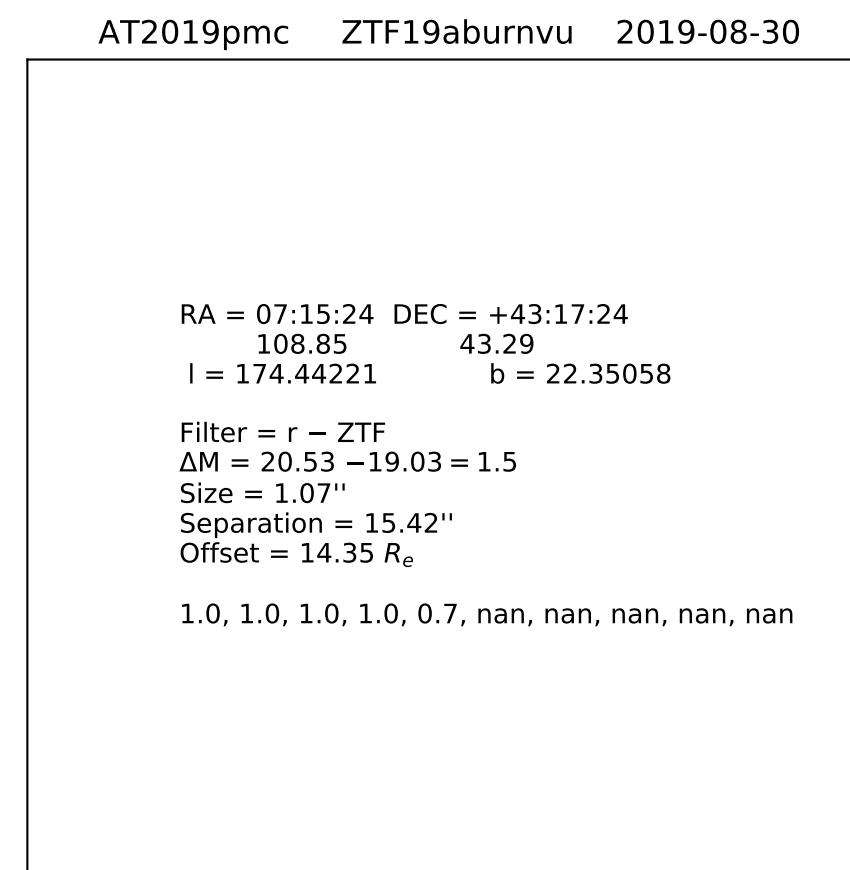 AT2019pmc ZTF19aburnvu 2019-08-30
RA = 07:15:24 DEC = +43:17:24
108.85 43.29
l = 174.44221 b = 22.35058
Filter = r − ZTF
ΔM = 20.53 −19.03 = 1.5
Size = 1.07''
Separation = 15.42''
Offset = 14.35 Rₑ
1.0, 1.0, 1.0, 1.0, 0.7, nan, nan, nan, nan, nan